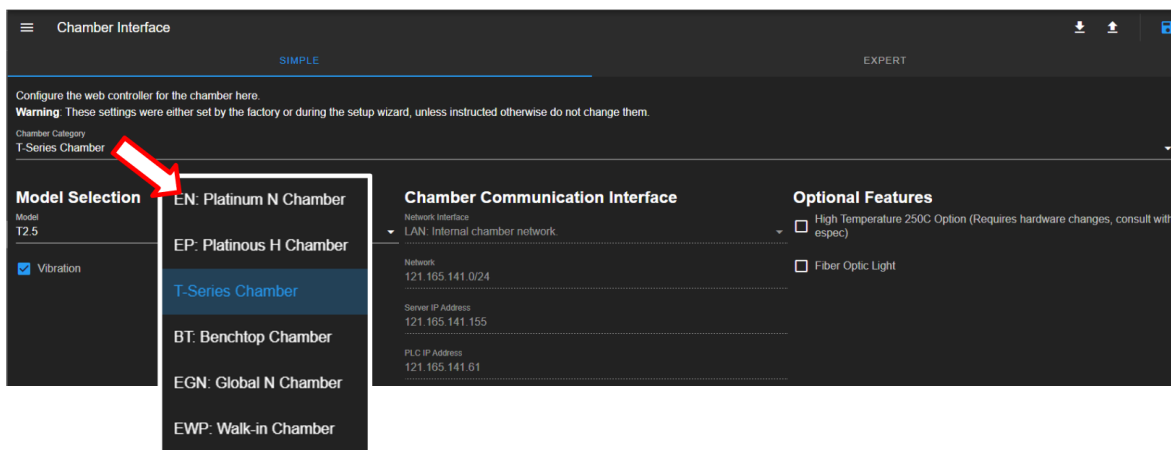 Chamber Interface
SIMPLE
EXPERT
Configure the web controller for the chamber here.
Warning: These settings were either set by the factory or during the setup wizard, unless instructed otherwise do not change them.
Chamber Category
T-Series Chamber
Model Selection
Model
T2.5
Vibration
EN: Platinum N Chamber
EP: Platinous H Chamber
T-Series Chamber
BT: Benchtop Chamber
EGN: Global N Chamber
EWP: Walk-in Chamber
Chamber Communication Interface
Network Interface
LAN: Internal chamber network.
Network
121.165.141.0/24
Server IP Address
121.165.141.155
PLC IP Address
121.165.141.61
Optional Features
High Temperature 250C Option (Requires hardware changes, consult with
espec)
Fiber Optic Light